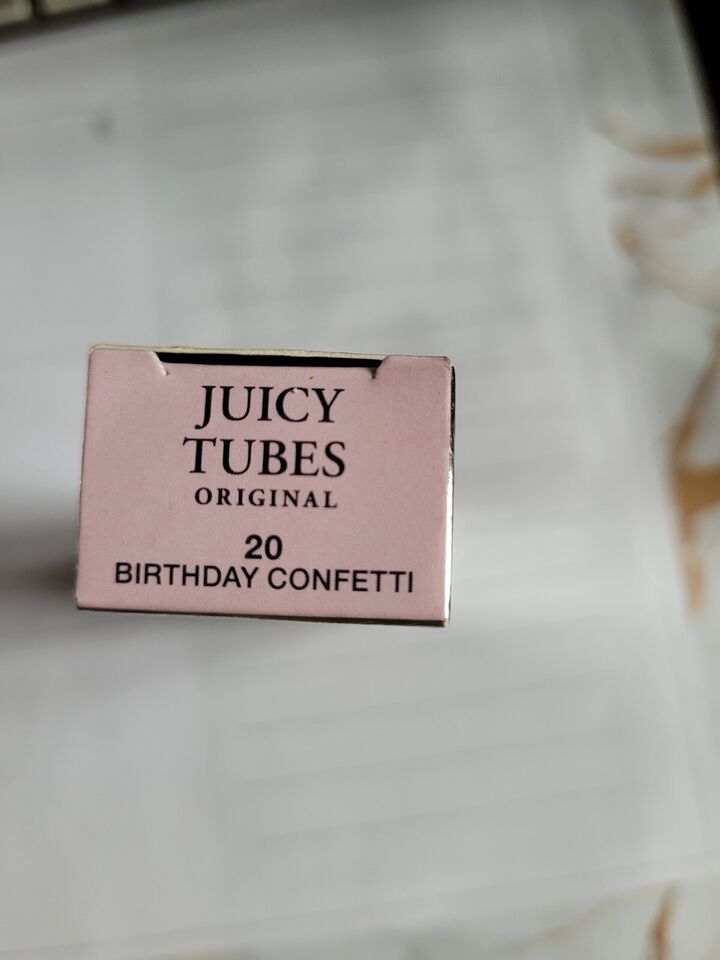 JUICY
TUBES
ORIGINAL
20
BIRTHDAY CONFETTI